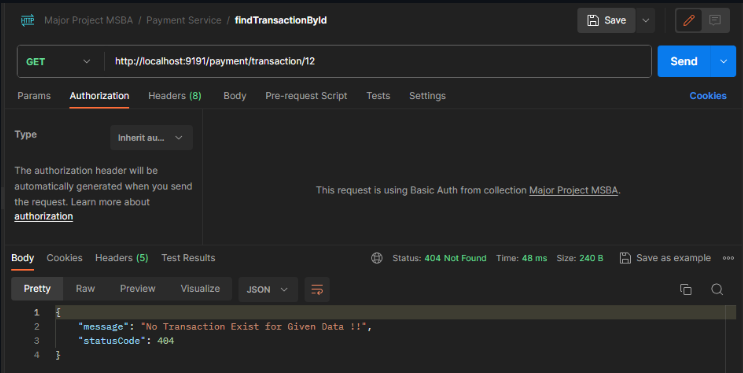 HTTP Major Project MSBA / Payment Service / findTransactionById Save
GET http://localhost:9191/payment/transaction/12 Send
Params Authorization Headers (8) Body Pre-request Script Tests Settings Cookies
Type Inherit au...
The authorization header will be
automatically generated when you send
the request. Learn more about
authorization
This request is using Basic Auth from collection Major Project MSBA.
Body Cookies Headers (5) Test Results Status: 404 Not Found Time: 48 ms Size: 240 B Save as example
Pretty Raw Preview Visualize JSON
1 {
2 "message": "No Transaction Exist for Given Data !!",
3 "statusCode": 404
4 }